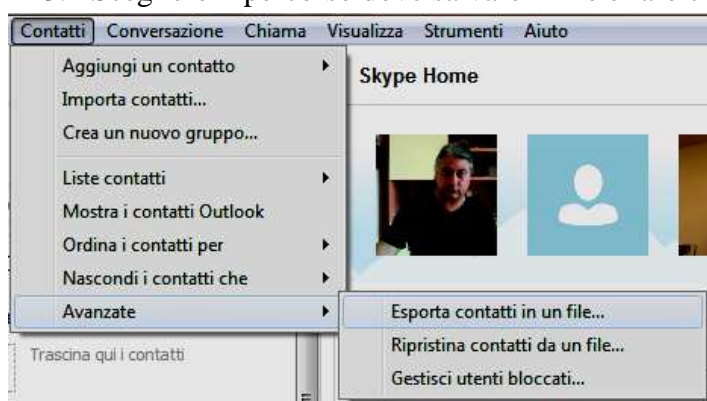 Contatti Conversazione Chiama Visualizza Strumenti Aiuto
Aggiungi un contatto
Importa contatti...
Crea un nuovo gruppo...
Liste contatti
Mostra i contatti Outlook
Ordina i contatti per
Nascondi i contatti che
Avanzate
Skype Home
Esporta contatti in un file...
Ripristina contatti da un file...
Gestisci utenti bloccati...
Trascina qui i contatti